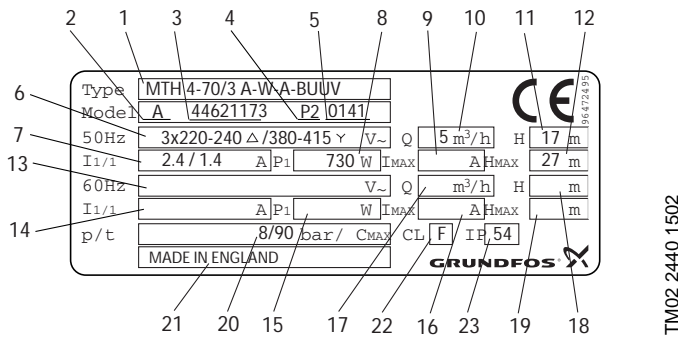 2 1 3 4 5 8 9 10 11 12
Type MTH 4-70/3 A-W-A-BUUV CE
Model A 44621173 P2 0141
96472495
6 50Hz 3x220-240 △ /380-415 Y V~ Q 5 m³/h H 17 m
7 I1/1 2.4 / 1.4 A P1 730 W IMAX A HMAX 27 m
13 60Hz V~ Q m³/h H m
14 I1/1 A P1 W IMAX A HMAX m
p/t 8/90 bar/ CMAX CL F IP 54
MADE IN ENGLAND GRUNDFOS
21 20 15 17 22 16 23 19 18
TM02 2440 1502